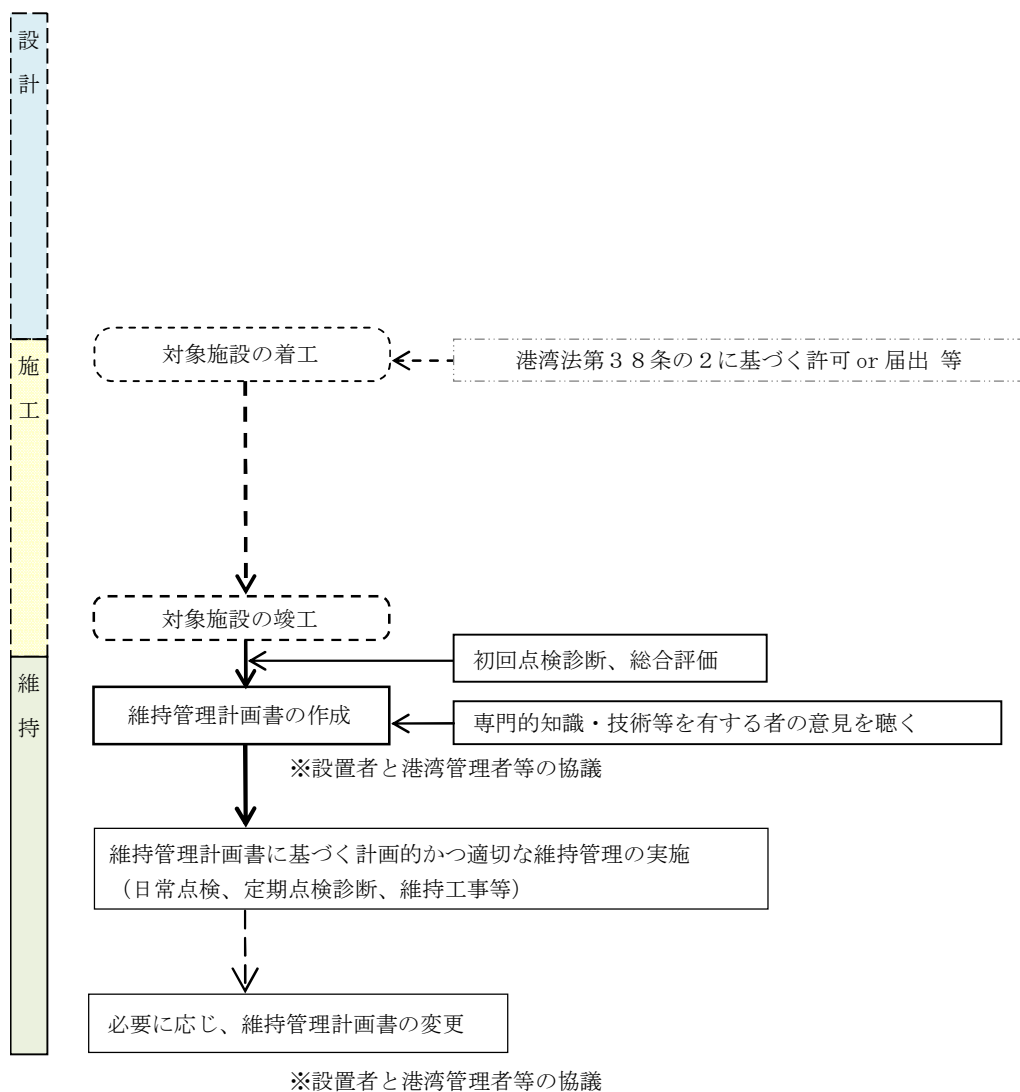 設計
対象施設の着工
港湾法第38条の2に基づく許可 or 届出 等
施工
対象施設の竣工
初回点検診断、総合評価
維持
維持管理計画書の作成
専門的知識・技術等を有する者の意見を聴く
※設置者と港湾管理者等の協議
維持管理計画書に基づく計画的かつ適切な維持管理の実施
（日常点検、定期点検診断、維持工事等）
必要に応じ、維持管理計画書の変更
※設置者と港湾管理者等の協議